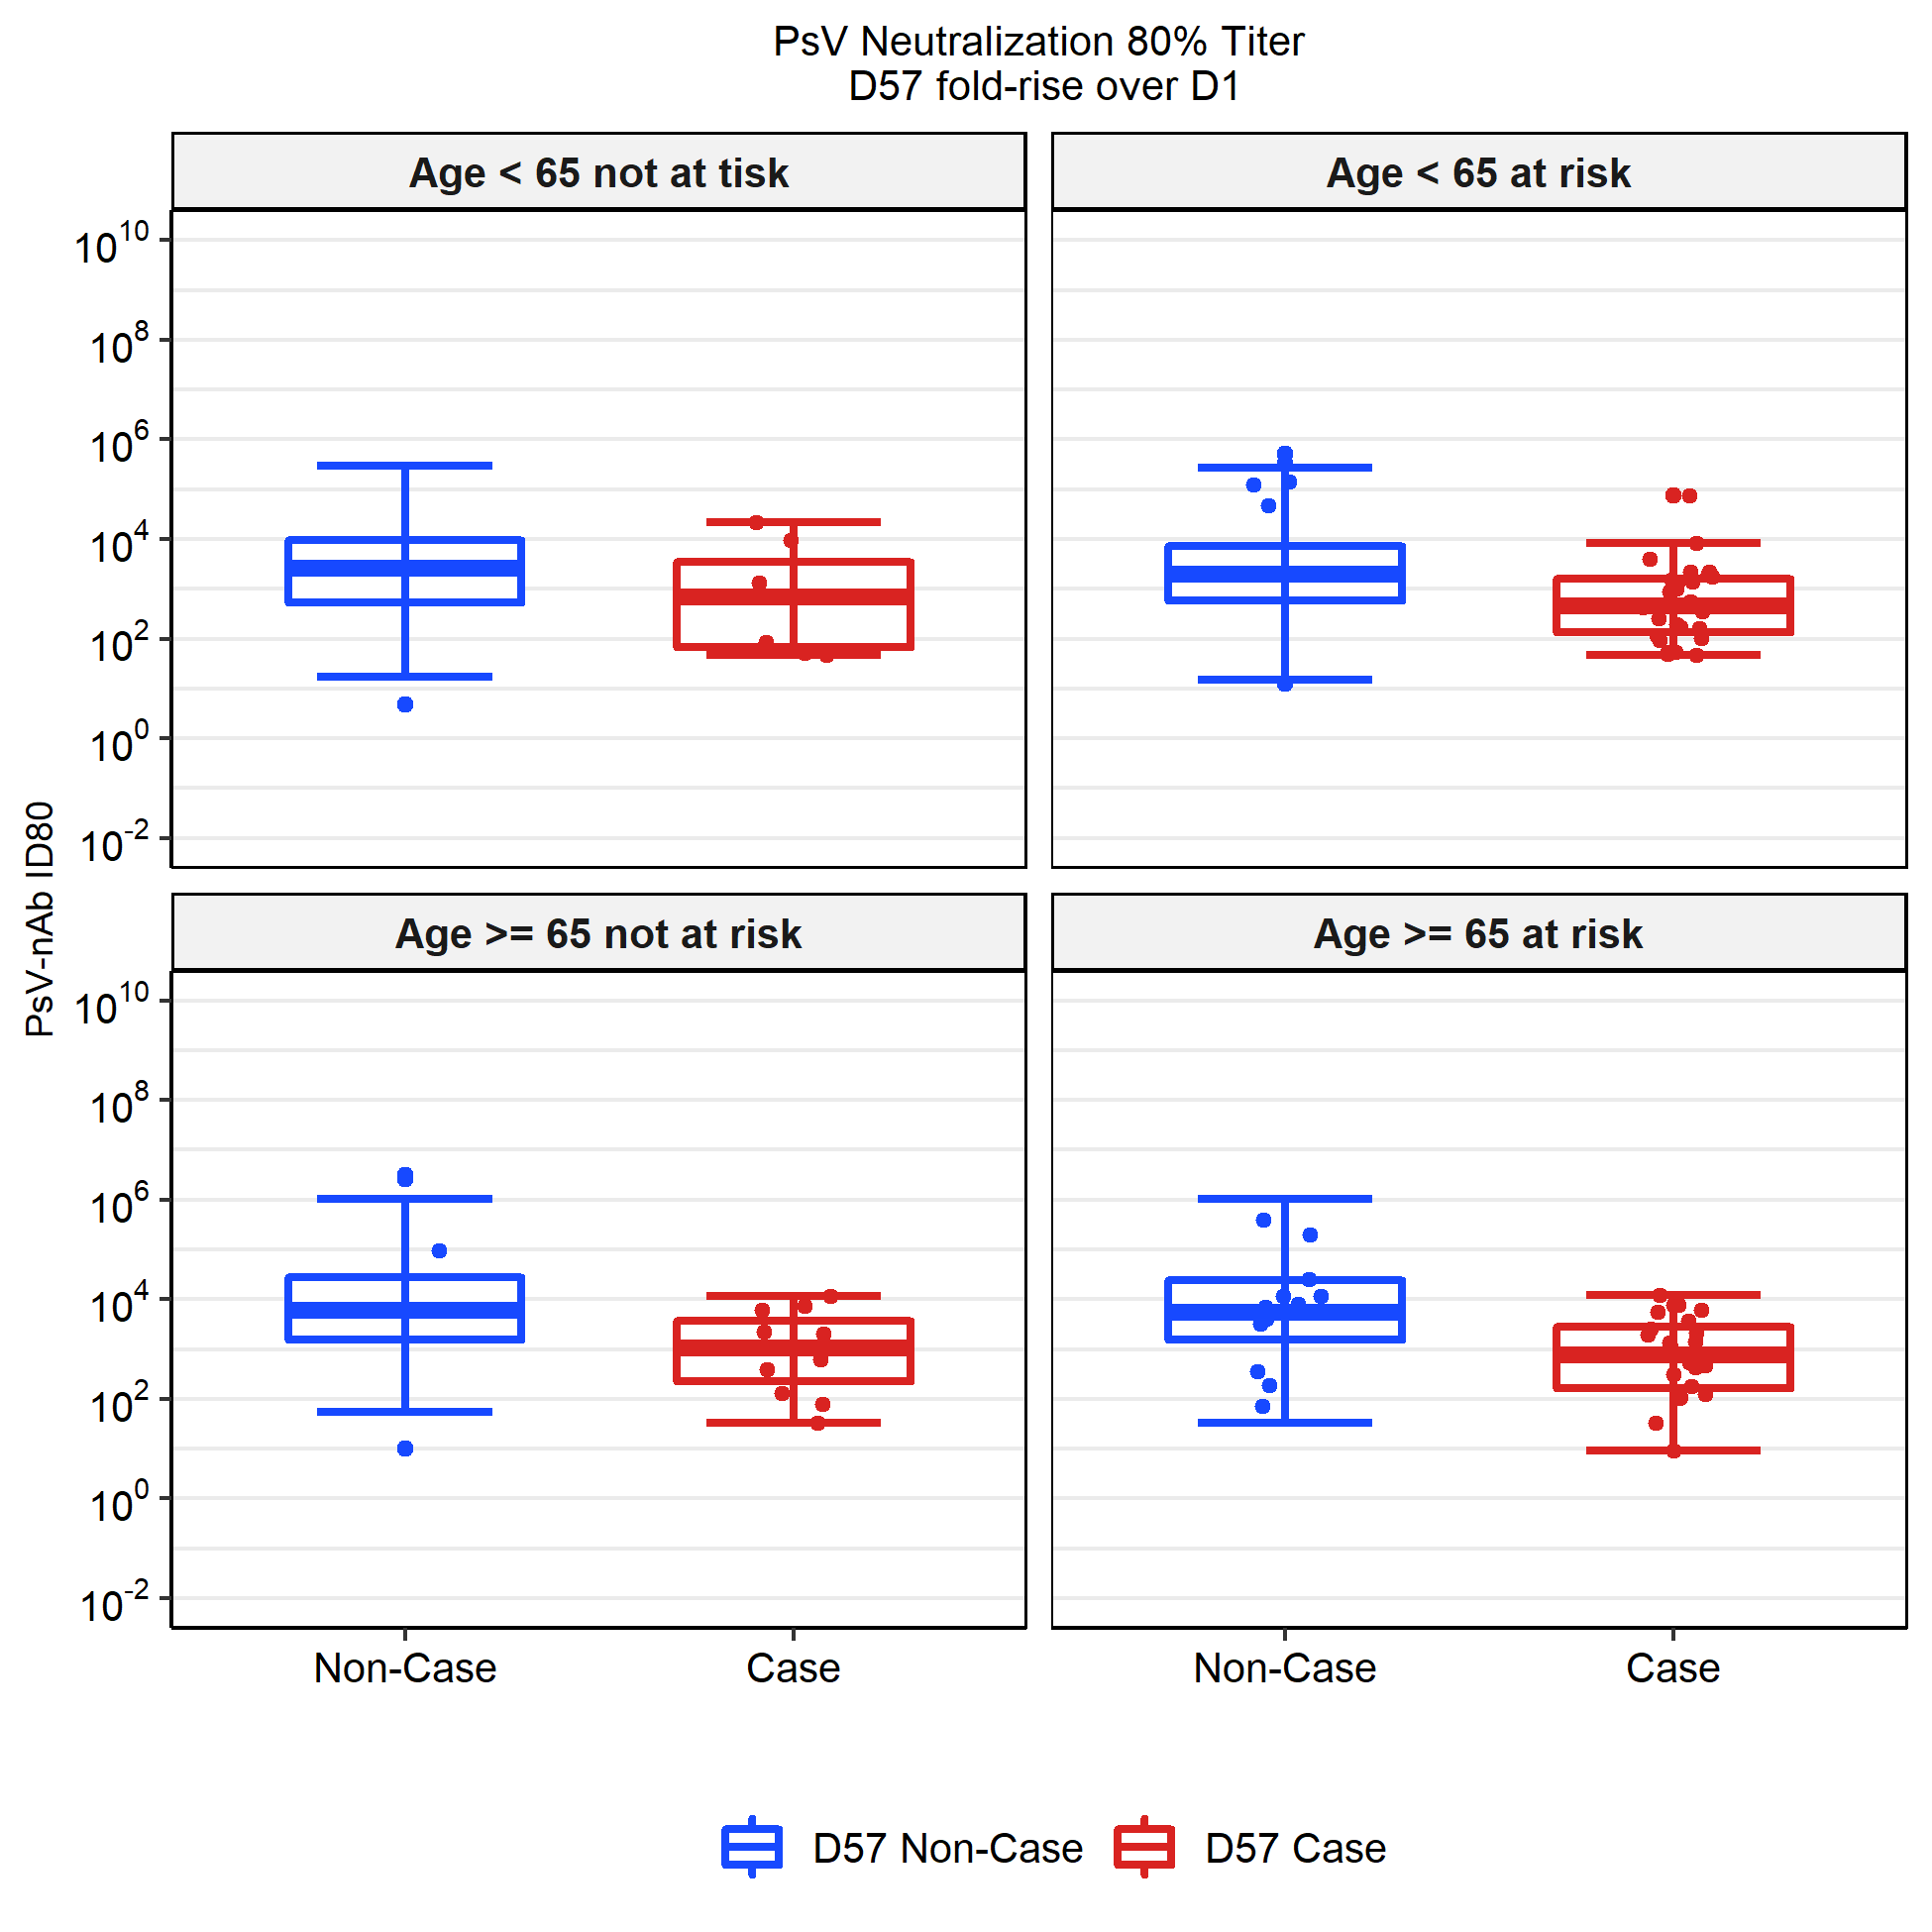 PsV Neutralization 80% Titer
D57 fold-rise over D1
Age < 65 not at tisk
Age < 65 at risk
10^10
10^8
10^6
10^4
10^2
10^0
10^-2
PsV-nAb ID80
Age >= 65 not at risk
Age >= 65 at risk
10^10
10^8
10^6
10^4
10^2
10^0
10^-2
Non-Case
Case
Non-Case
Case
D57 Non-Case
D57 Case